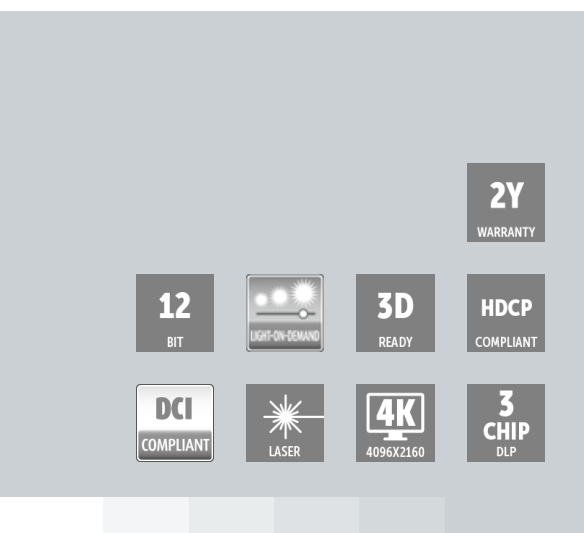 2Y
WARRANTY
12
BIT
LIGHT-ON-DEMAND
3D
READY
HDCP
COMPLIANT
DCI
COMPLIANT
LASER
4K
4096X2160
3
CHIP
DLP